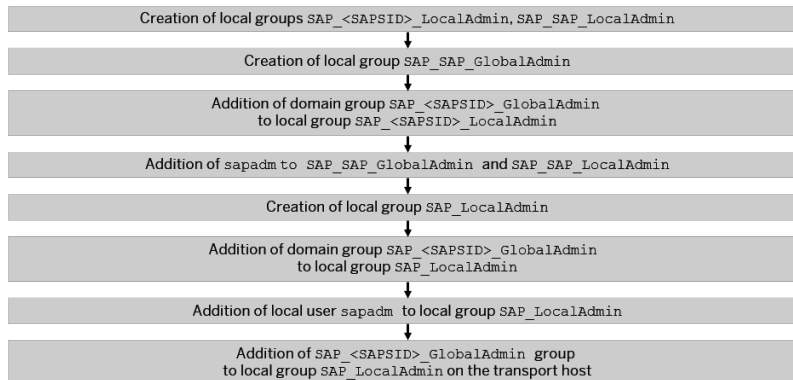 Creation of local groups SAP_<SAPSID>_LocalAdmin, SAP_SAP_LocalAdmin
Creation of local group SAP_SAP_GlobalAdmin
Addition of domain group SAP_<SAPSID>_GlobalAdmin
to local group SAP_<SAPSID>_LocalAdmin
Addition of sapadm to SAP_SAP_GlobalAdmin and SAP_SAP_LocalAdmin
Creation of local group SAP_LocalAdmin
Addition of domain group SAP_<SAPSID>_GlobalAdmin
to local group SAP_LocalAdmin
Addition of local user sapadm to local group SAP_LocalAdmin
Addition of SAP_<SAPSID>_GlobalAdmin group
to local group SAP_LocalAdmin on the transport host